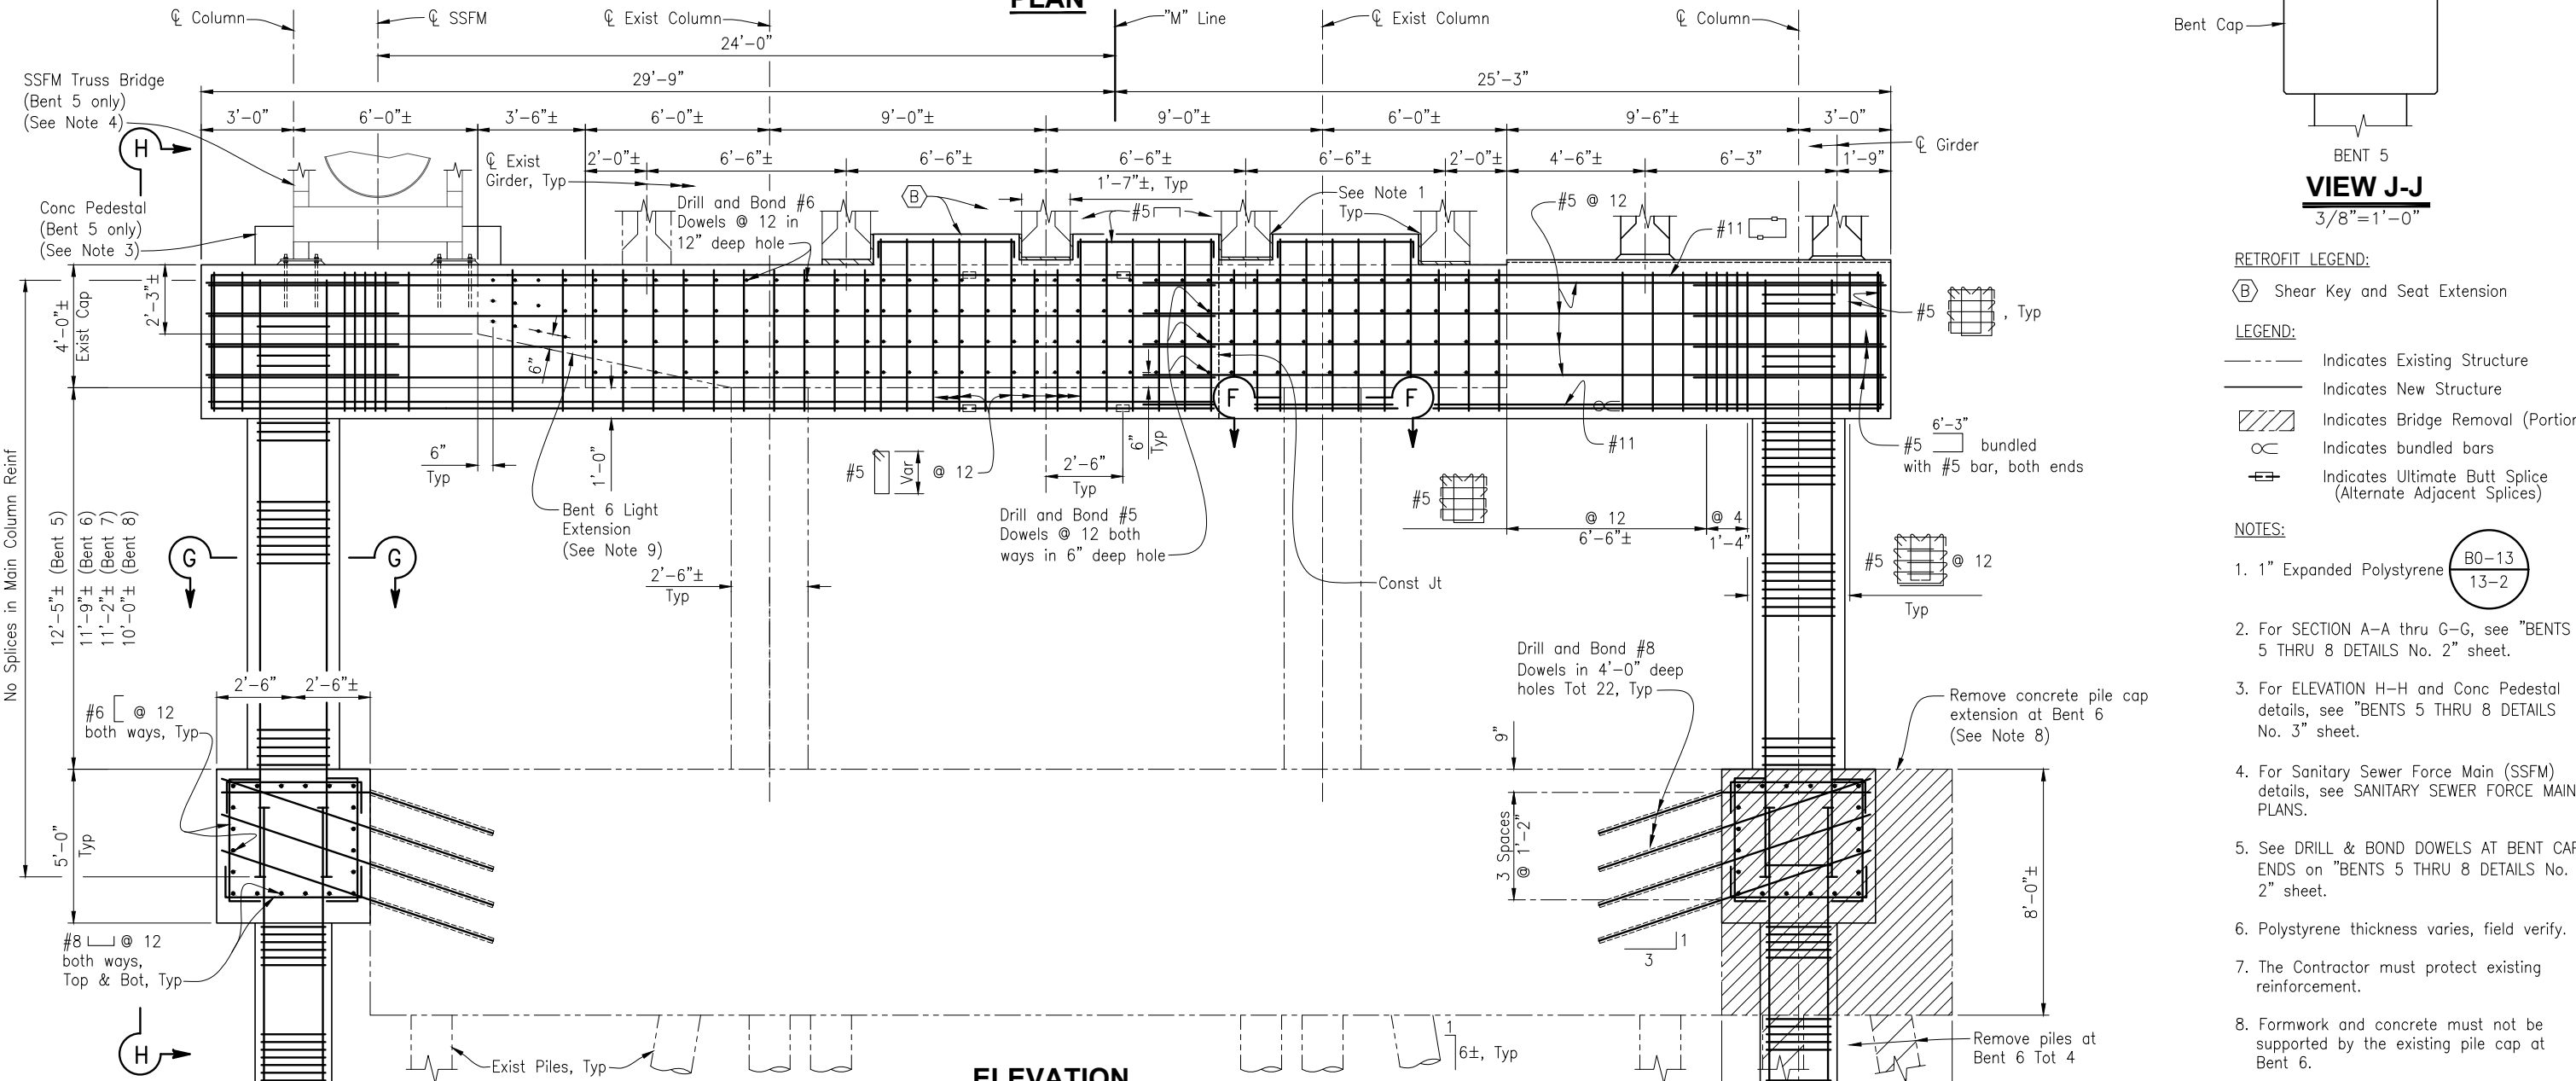 PLAN
℄ Column
℄ SSFM
℄ Exist Column
"M" Line
℄ Exist Column
℄ Column
24'-0"
29'-9"
25'-3"
SSFM Truss Bridge
(Bent 5 only)
(See Note 4)
3'-0"
6'-0"±
3'-6"±
6'-0"±
9'-0"±
9'-0"±
6'-0"±
9'-6"±
3'-0"
H
℄ Exist
Girder, Typ
2'-0"±
6'-6"±
6'-6"±
6'-6"±
6'-6"±
2'-0"±
4'-6"±
6'-3"
1'-9"
℄ Girder
1'-7"±, Typ
Conc Pedestal
(Bent 5 only)
(See Note 3)
Drill and Bond #6
Dowels @ 12 in
12" deep hole
B
#5
See Note 1
Typ
#5 @ 12
#11
4'-0"±
Exist Cap
2'-3"±
6"
#5 , Typ
F
F
6"
Typ
1'-0"
#5 Var @ 12
2'-6"
Typ
6"
Typ
#11
#5 6'-3" bundled
with #5 bar, both ends
Bent 6 Light
Extension
(See Note 9)
Drill and Bond #5
Dowels @ 12 both
ways in 6" deep hole
#5
@ 12
6'-6"±
@ 4
1'-4"
#5 @ 12
Typ
No Splices in Main Column Reinf
12'-5"± (Bent 5)
11'-9"± (Bent 6)
11'-2"± (Bent 7)
10'-0"± (Bent 8)
G
G
2'-6"±
Typ
Const Jt
2'-6"
2'-6"±
#6 @ 12
both ways, Typ
Drill and Bond #8
Dowels in 4'-0" deep
holes Tot 22, Typ
Remove concrete pile cap
extension at Bent 6
(See Note 8)
9"
5'-0"
Typ
3 Spaces
@ 1'-2"
8'-0"±
#8 @ 12
both ways,
Top & Bot, Typ
1
3
H
Exist Piles, Typ
1
6±, Typ
Remove piles at
Bent 6 Tot 4
ELEVATION
Bent Cap
BENT 5
VIEW J-J
3/8"=1'-0"
RETROFIT LEGEND:
B Shear Key and Seat Extension
LEGEND:
Indicates Existing Structure
Indicates New Structure
Indicates Bridge Removal (Portion
Indicates bundled bars
Indicates Ultimate Butt Splice
(Alternate Adjacent Splices)
NOTES:
1. 1" Expanded Polystyrene
B0-13
13-2
2. For SECTION A-A thru G-G, see "BENTS
5 THRU 8 DETAILS No. 2" sheet.
3. For ELEVATION H-H and Conc Pedestal
details, see "BENTS 5 THRU 8 DETAILS
No. 3" sheet.
4. For Sanitary Sewer Force Main (SSFM)
details, see SANITARY SEWER FORCE MAIN
PLANS.
5. See DRILL & BOND DOWELS AT BENT CAP
ENDS on "BENTS 5 THRU 8 DETAILS No.
2" sheet.
6. Polystyrene thickness varies, field verify.
7. The Contractor must protect existing
reinforcement.
8. Formwork and concrete must not be
supported by the existing pile cap at
Bent 6.